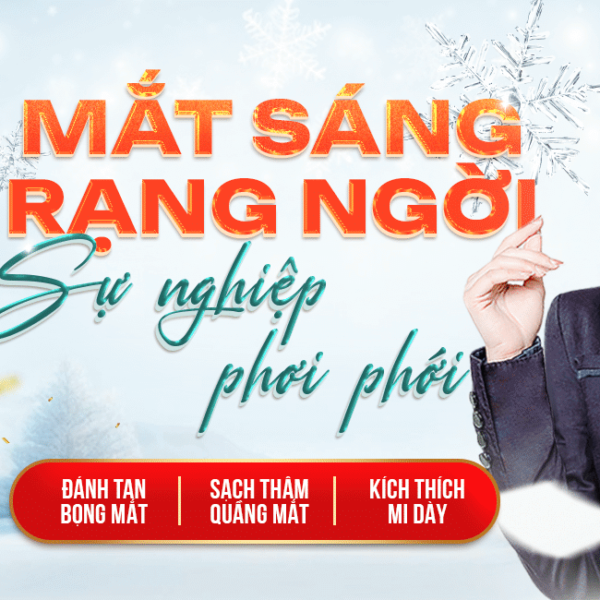 MẮT SÁNG
RẠNG NGỜI
Sự nghiệp
phơi phới
ĐÁNH TAN
BỌNG MẮT
SẠCH THÂM
QUẦNG MẮT
KÍCH THÍCH
MI DÀY